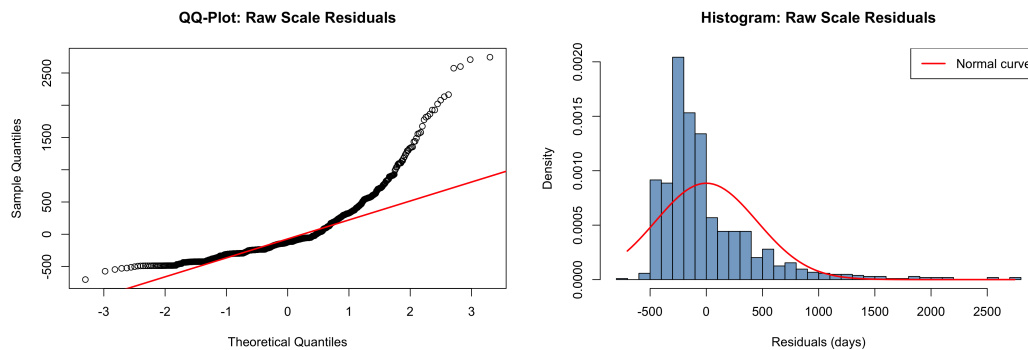 QQ-Plot: Raw Scale Residuals
Sample Quantiles
2500
1500
500
0
-500
-3 -2 -1 0 1 2 3
Theoretical Quantiles
Histogram: Raw Scale Residuals
Normal curve
Density
0.0020
0.0015
0.0010
0.0005
0.0000
-500 0 500 1000 1500 2000 2500
Residuals (days)